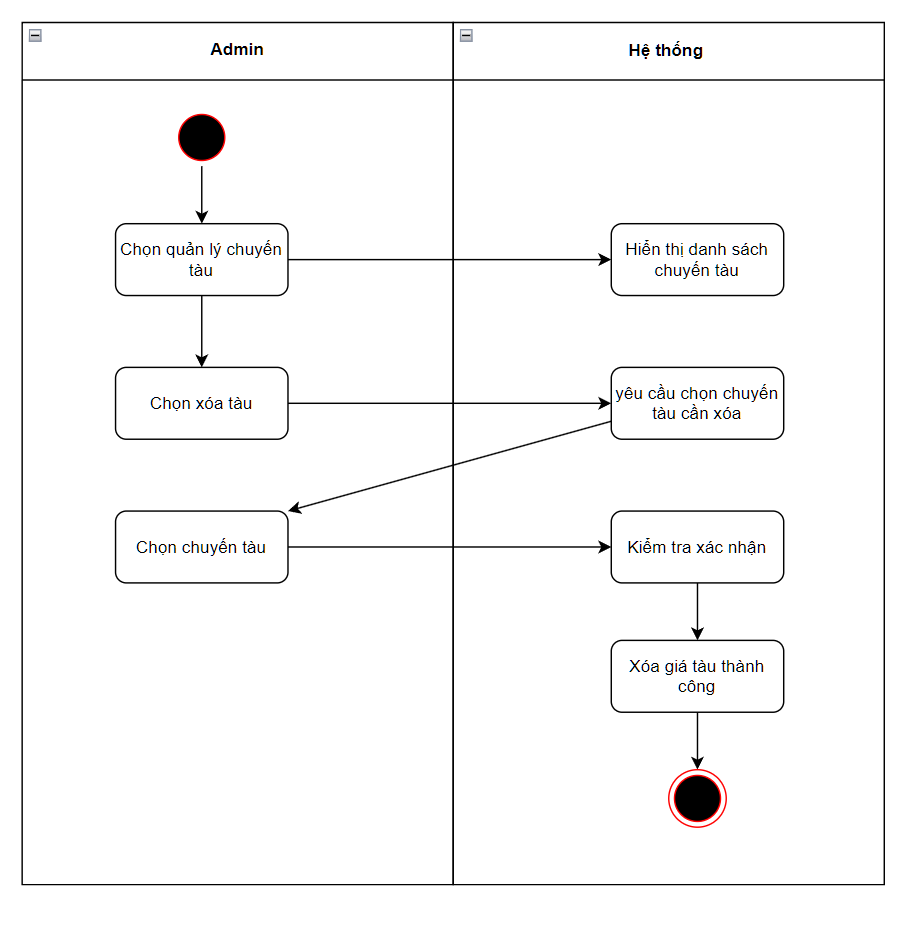 Admin
Hệ thống
Chọn quản lý chuyến
tàu
Hiển thị danh sách
chuyến tàu
Chọn xóa tàu
yêu cầu chọn chuyến
tàu cần xóa
Chọn chuyến tàu
Kiểm tra xác nhận
Xóa giá tàu thành
công